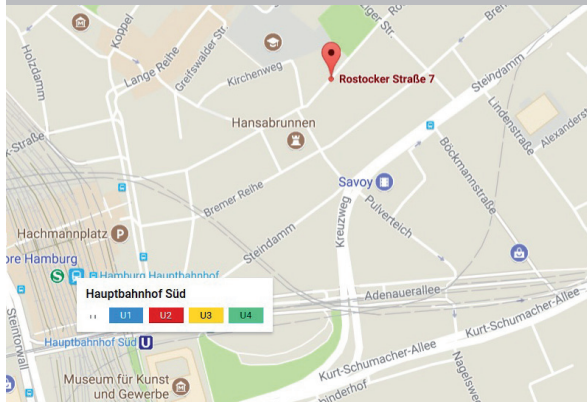 Koppel
Holzdamm
Lange Reihe
Greifswalder Str.
Kirchenweg
Rostocker Straße 7
Steindamm
Lindenstraße
Hansabrunnen
Böckmannstraße
Savoy
Bremer Reihe
Pulverteich
Kreuzweg
Hachmannplatz
Steindamm
Hamburg
Hamburg Hauptbahnhof
Hauptbahnhof Süd
U1 U2 U3 U4
Adenauerallee
Steintorwall
Hauptbahnhof Süd
Kurt-Schumacher-Allee
Kurt-Schumacher-Allee
Museum für Kunst
und Gewerbe